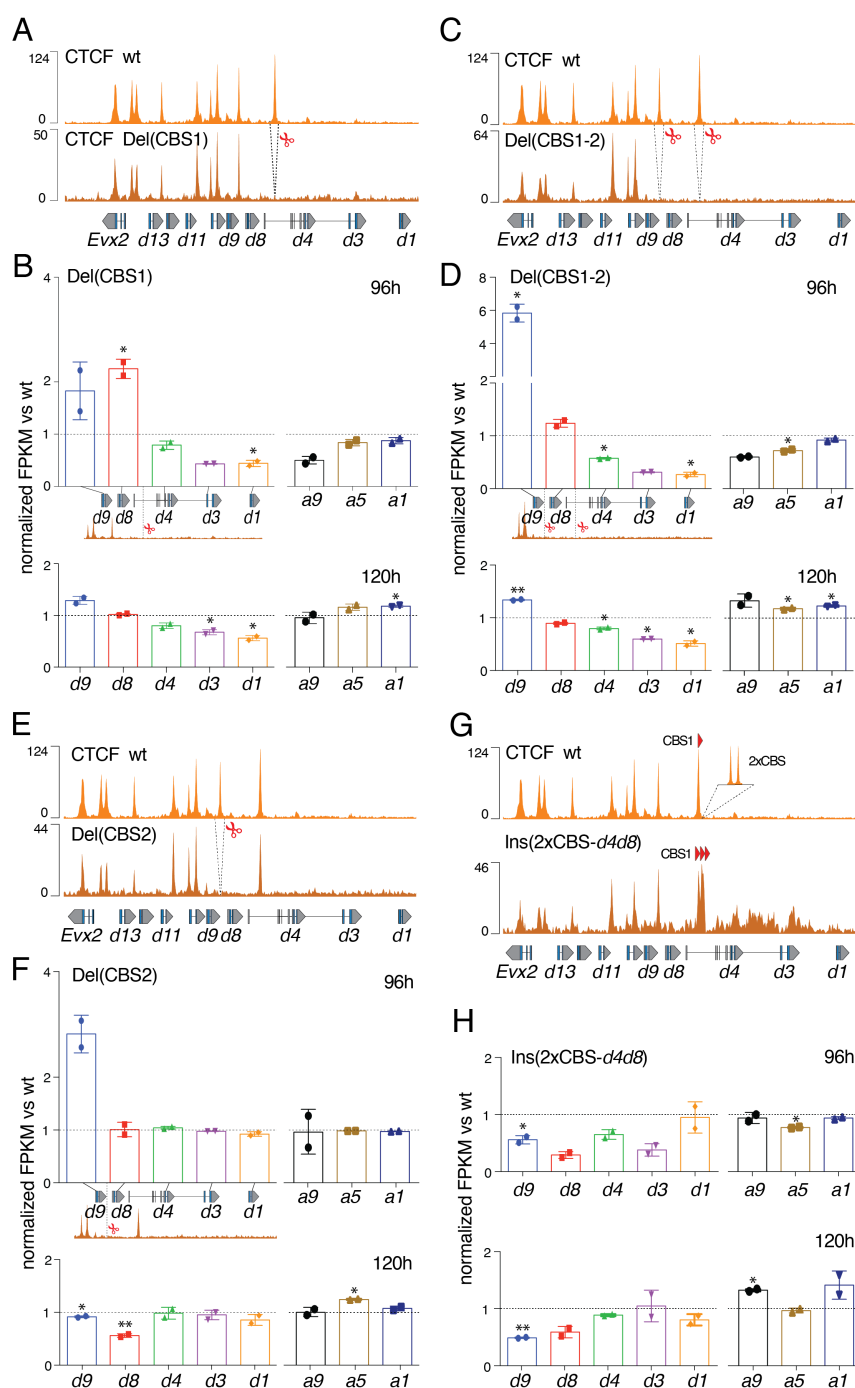 A
CTCF wt
124
0
CTCF Del(CBS1)
50
0
Evx2 d13 d11 d9 d8 d4 d3 d1
B
Del(CBS1)
96h
4
2
1
0
normalized FPKM vs wt
d9 d8 d4 d3 d1
a9 a5 a1
*
*
120h
2
1
0
*
*
*
d9 d8 d4 d3 d1
a9 a5 a1
C
CTCF wt
124
0
Del(CBS1-2)
64
0
Evx2 d13 d11 d9 d8 d4 d3 d1
D
Del(CBS1-2)
96h
8
6
4
2
1
0
normalized FPKM vs wt
*
*
*
*
d9 d8 d4 d3 d1
a9 a5 a1
120h
2
1
0
**
*
*
*
*
*
d9 d8 d4 d3 d1
a9 a5 a1
E
CTCF wt
124
0
Del(CBS2)
44
0
Evx2 d13 d11 d9 d8 d4 d3 d1
F
Del(CBS2)
96h
4
2
1
0
normalized FPKM vs wt
d9 d8 d4 d3 d1
a9 a5 a1
120h
2
1
0
*
**
*
d9 d8 d4 d3 d1
a9 a5 a1
G
CTCF wt
CBS1
2xCBS
124
0
Ins(2xCBS-d4d8)
CBS1
46
0
Evx2 d13 d11 d9 d8 d4 d3 d1
H
Ins(2xCBS-d4d8)
96h
2
1
0
normalized FPKM vs wt
*
*
d9 d8 d4 d3 d1
a9 a5 a1
120h
2
1
0
**
*
d9 d8 d4 d3 d1
a9 a5 a1